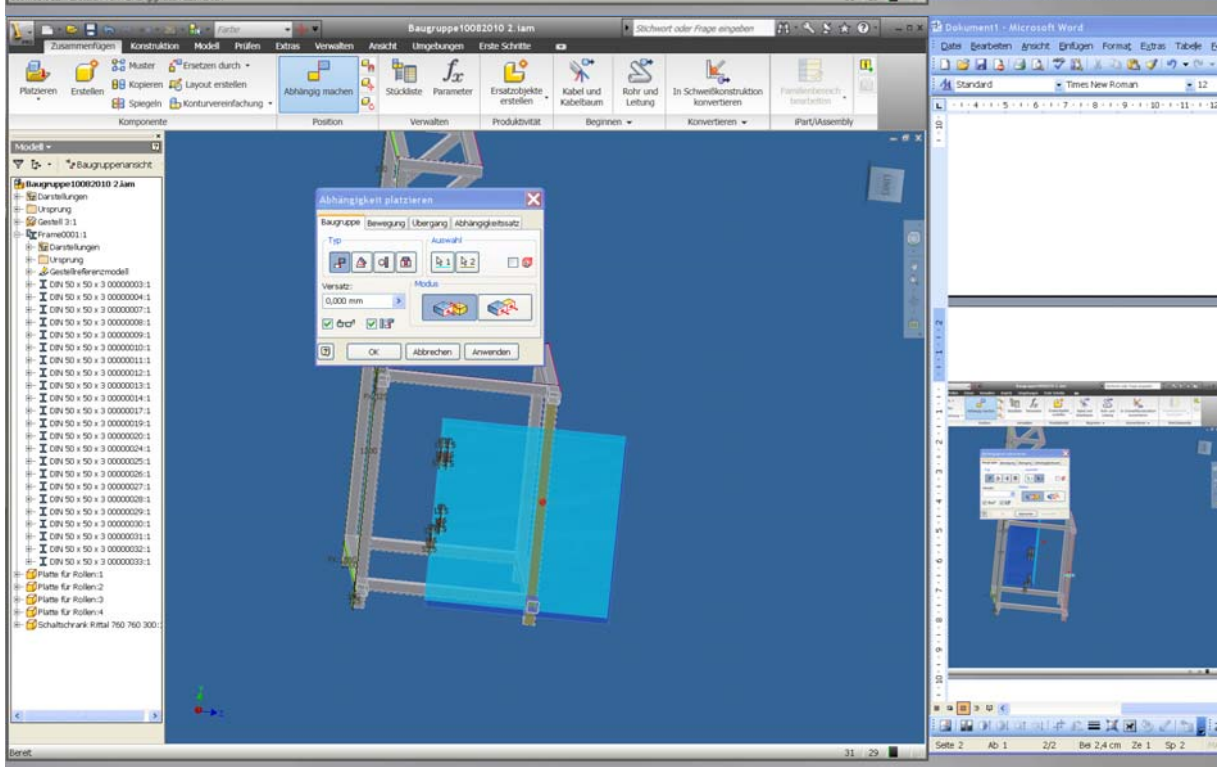 Farbe
Baugruppe10082010 2.iam
Stichwort oder Frage eingeben
Zusammenfügen Konstruktion Modell Prüfen Extras Verwalten Ansicht Umgebungen Erste Schritte
Platzieren
Erstellen
Muster
Kopieren
Spiegeln
Ersetzen durch
Layout erstellen
Konturvereinfachung
Abhängig machen
Stückliste
Parameter
Ersatzobjekte erstellen
Kabel und Kabelbaum
Rohr und Leitung
In Schweißkonstruktion konvertieren
Familienbereich bearbeiten
Komponente Position Verwalten Produktivität Beginnen Konvertieren iPart/iAssembly
Modell
Baugruppenansicht
Baugruppe10082010 2.iam
Darstellungen
Ursprung
Gestell 3:1
Frame0001:1
Darstellungen
Ursprung
Gestellreferenzmodell
DIN 50 x 50 x 3 00000003:1
DIN 50 x 50 x 3 00000004:1
DIN 50 x 50 x 3 00000007:1
DIN 50 x 50 x 3 00000008:1
DIN 50 x 50 x 3 00000009:1
DIN 50 x 50 x 3 00000010:1
DIN 50 x 50 x 3 00000011:1
DIN 50 x 50 x 3 00000012:1
DIN 50 x 50 x 3 00000013:1
DIN 50 x 50 x 3 00000014:1
DIN 50 x 50 x 3 00000017:1
DIN 50 x 50 x 3 00000019:1
DIN 50 x 50 x 3 00000020:1
DIN 50 x 50 x 3 00000024:1
DIN 50 x 50 x 3 00000025:1
DIN 50 x 50 x 3 00000026:1
DIN 50 x 50 x 3 00000027:1
DIN 50 x 50 x 3 00000028:1
DIN 50 x 50 x 3 00000029:1
DIN 50 x 50 x 3 00000030:1
DIN 50 x 50 x 3 00000031:1
DIN 50 x 50 x 3 00000032:1
DIN 50 x 50 x 3 00000033:1
Platte für Rollen:1
Platte für Rollen:2
Platte für Rollen:3
Platte für Rollen:4
Schaltschrank Rittal 760 760 300:
Abhängigkeit platzieren
Baugruppe Bewegung Übergang Abhängigkeitssatz
Typ
Auswahl
1 2
Versatz:
0,000 mm
Modus
OK Abbrechen Anwenden
Bereit
31 29
Dokument1 - Microsoft Word
Datei Bearbeiten Ansicht Einfügen Format Extras Tabelle
Standard Times New Roman 12
Seite 2 Ab 1 2/2 Bei 2,4 cm Ze 1 Sp 2